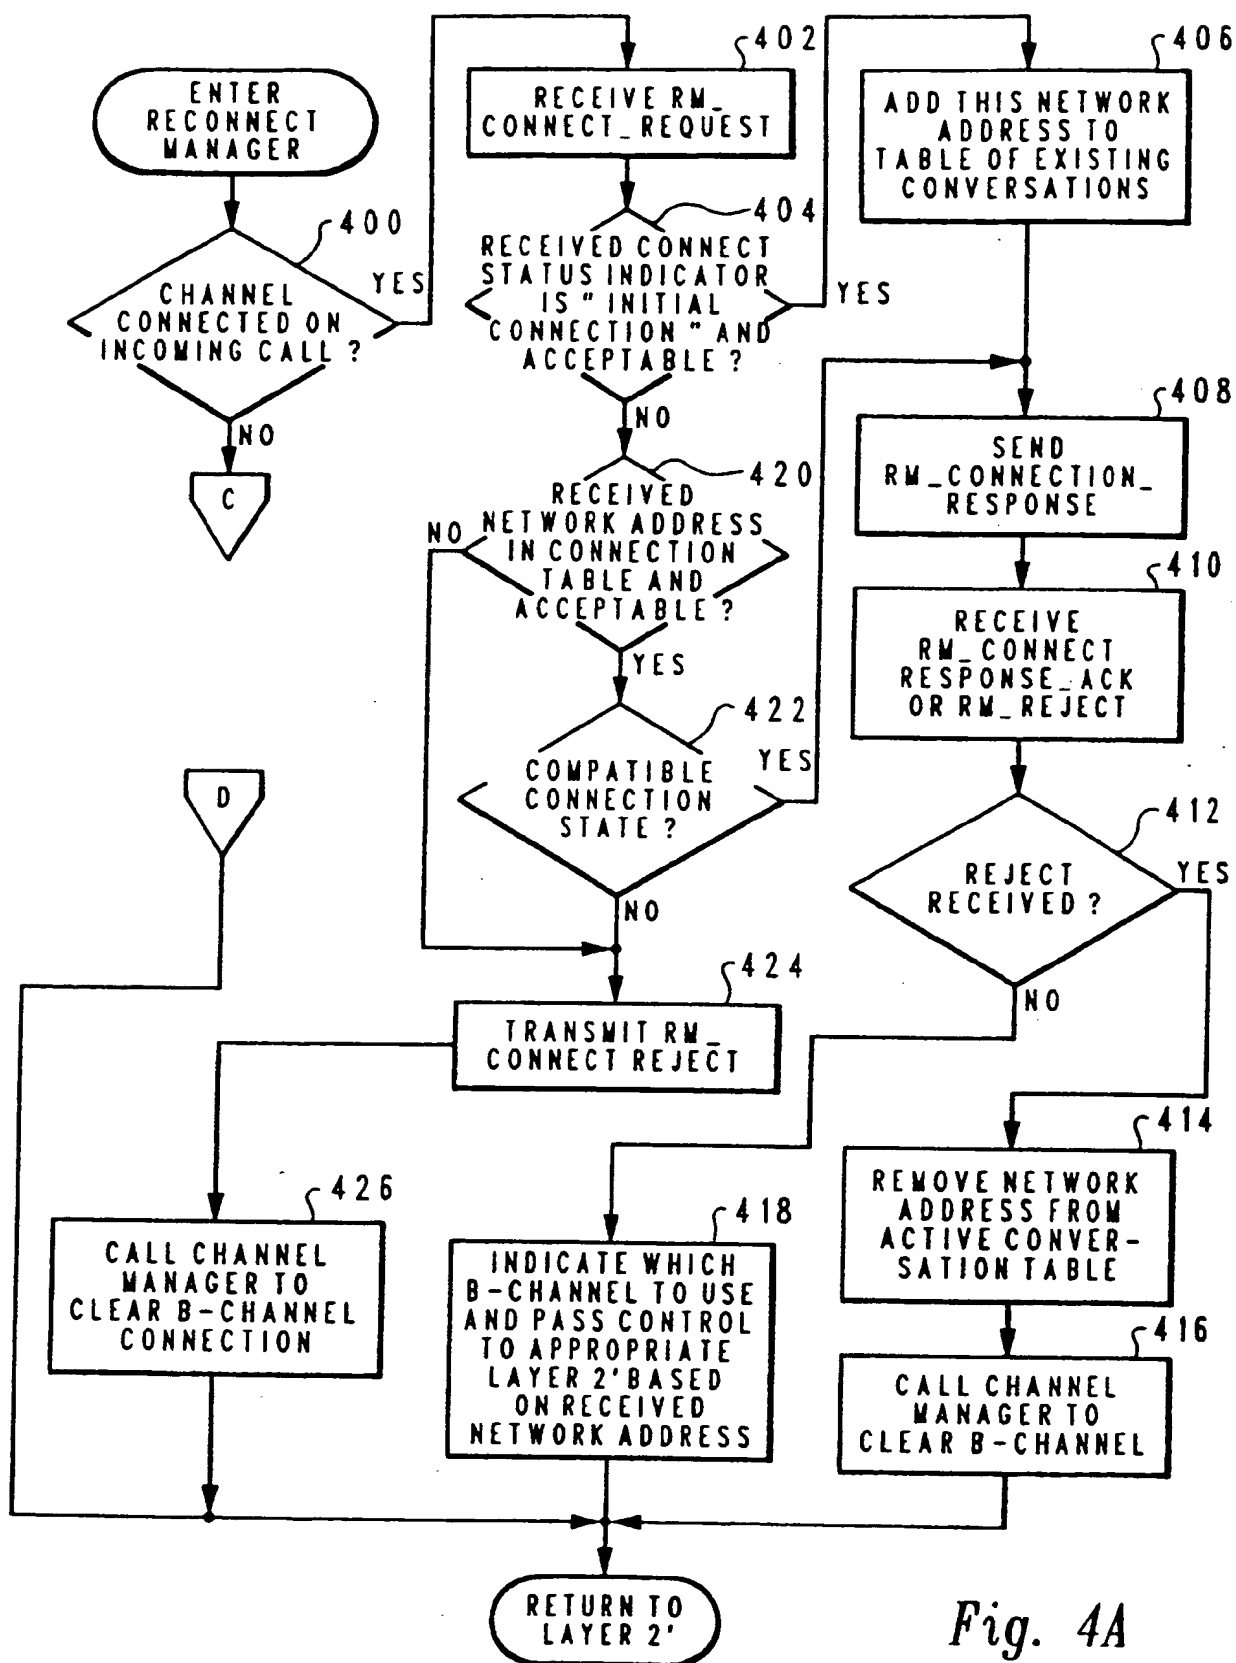 ENTER
RECONNECT
MANAGER
400
CHANNEL
CONNECTED ON
INCOMING CALL ?
YES
NO
C
402
RECEIVE RM_
CONNECT_REQUEST
404
RECEIVED CONNECT
STATUS INDICATOR
IS " INITIAL
CONNECTION " AND
ACCEPTABLE ?
YES
NO
406
ADD THIS NETWORK
ADDRESS TO
TABLE OF EXISTING
CONVERSATIONS
408
SEND
RM_CONNECTION_
RESPONSE
420
RECEIVED
NETWORK ADDRESS
IN CONNECTION
TABLE AND
ACCEPTABLE ?
NO
YES
410
RECEIVE
RM_CONNECT
RESPONSE_ACK
OR RM_REJECT
422
COMPATIBLE
CONNECTION
STATE ?
YES
NO
D
412
REJECT
RECEIVED ?
YES
NO
424
TRANSMIT RM_
CONNECT REJECT
414
REMOVE NETWORK
ADDRESS FROM
ACTIVE CONVER-
SATION TABLE
426
CALL CHANNEL
MANAGER TO
CLEAR B-CHANNEL
CONNECTION
418
INDICATE WHICH
B-CHANNEL TO USE
AND PASS CONTROL
TO APPROPRIATE
LAYER 2' BASED
ON RECEIVED
NETWORK ADDRESS
416
CALL CHANNEL
MANAGER TO
CLEAR B-CHANNEL
RETURN TO
LAYER 2'
Fig. 4A